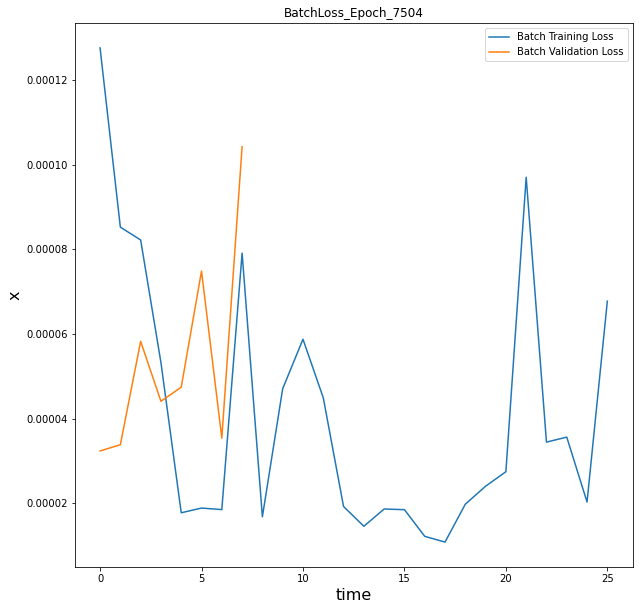 BatchLoss_Epoch_7504
Batch Training Loss
Batch Validation Loss
0.00012
0.00010
0.00008
0.00006
0.00004
0.00002
x
0 5 10 15 20 25
time